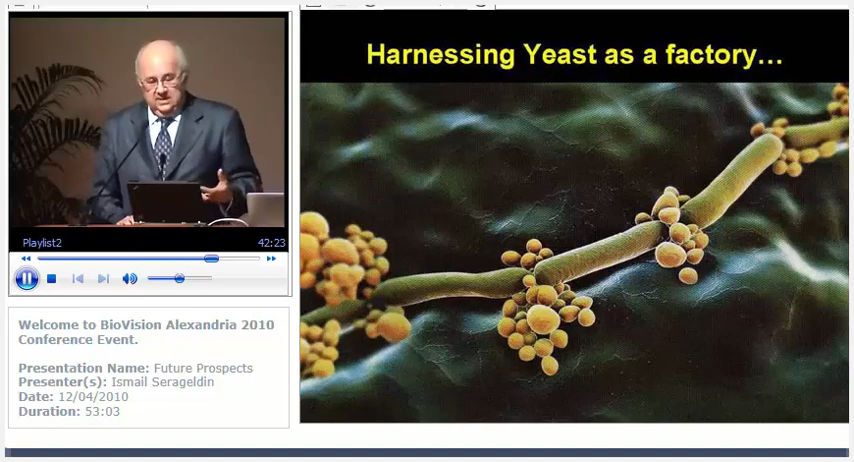 Harnessing Yeast as a factory...
Playlist2
42:23
Welcome to BioVision Alexandria 2010
Conference Event.
Presentation Name: Future Prospects
Presenter(s): Ismail Serageldin
Date: 12/04/2010
Duration: 53:03